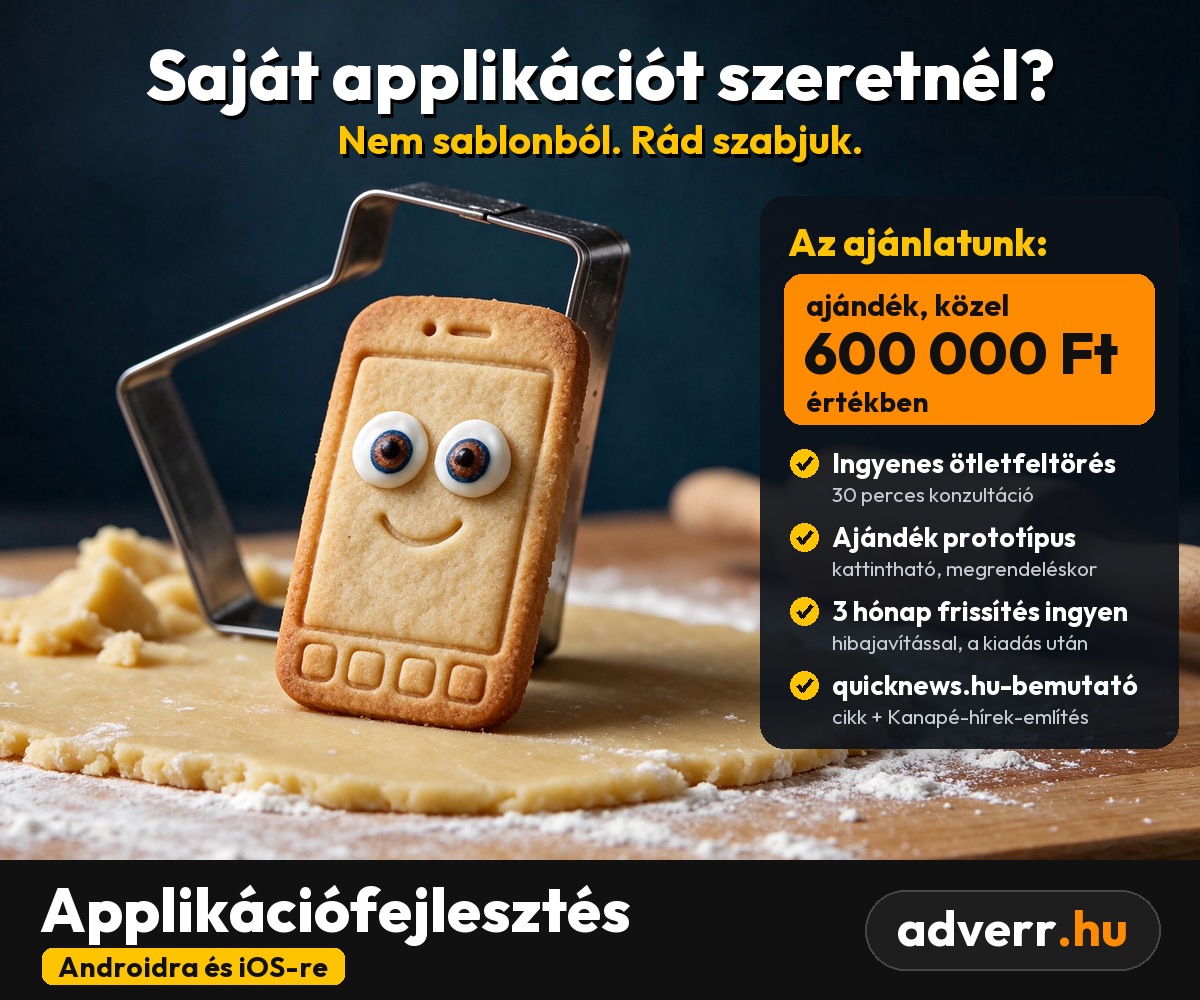 Saját applikációt szeretnél?
Nem sablonból. Rád szabjuk.
Az ajánlatunk:
ajándék, közel
600 000 Ft
értékben
Ingyenes ötletfeltörés
30 perces konzultáció
Ajándék prototípus
kattintható, megrendeléskor
3 hónap frissítés ingyen
hibajavítással, a kiadás után
quicknews.hu-bemutató
cikk + Kanapé-hírek-említés
Applikációfejlesztés
Androidra és iOS-re
adverr.hu